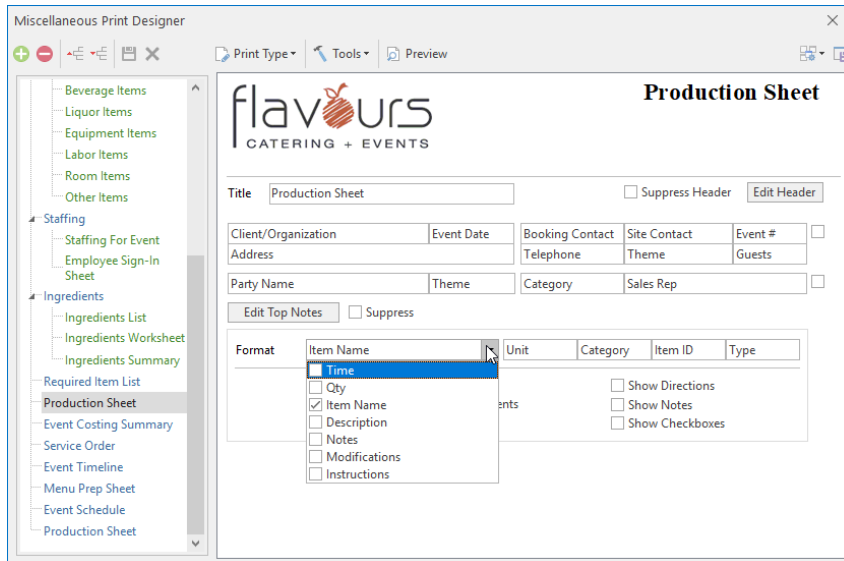 Miscellaneous Print Designer
Print Type Tools Preview
Beverage Items
Liquor Items
Equipment Items
Labor Items
Room Items
Other Items
Staffing
Staffing For Event
Employee Sign-In
Sheet
Ingredients
Ingredients List
Ingredients Worksheet
Ingredients Summary
Required Item List
Production Sheet
Event Costing Summary
Service Order
Event Timeline
Menu Prep Sheet
Event Schedule
Production Sheet
flavours
CATERING + EVENTS
Production Sheet
Title Production Sheet Suppress Header Edit Header
Client/Organization Event Date Booking Contact Site Contact Event #
Address Telephone Theme Guests
Party Name Theme Category Sales Rep
Edit Top Notes Suppress
Format Item Name Unit Category Item ID Type
Time
Qty
Item Name
Description
Notes
Modifications
Instructions
Show Directions
Show Notes
Show Checkboxes